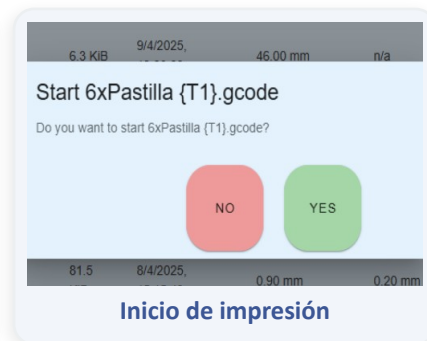 9/4/2025,
6.3 KiB 46.00 mm n/a
Start 6xPastilla {T1}.gcode
Do you want to start 6xPastilla {T1}.gcode?
NO YES
81.5 8/4/2025,
0.90 mm 0.20 mm
Inicio de impresión